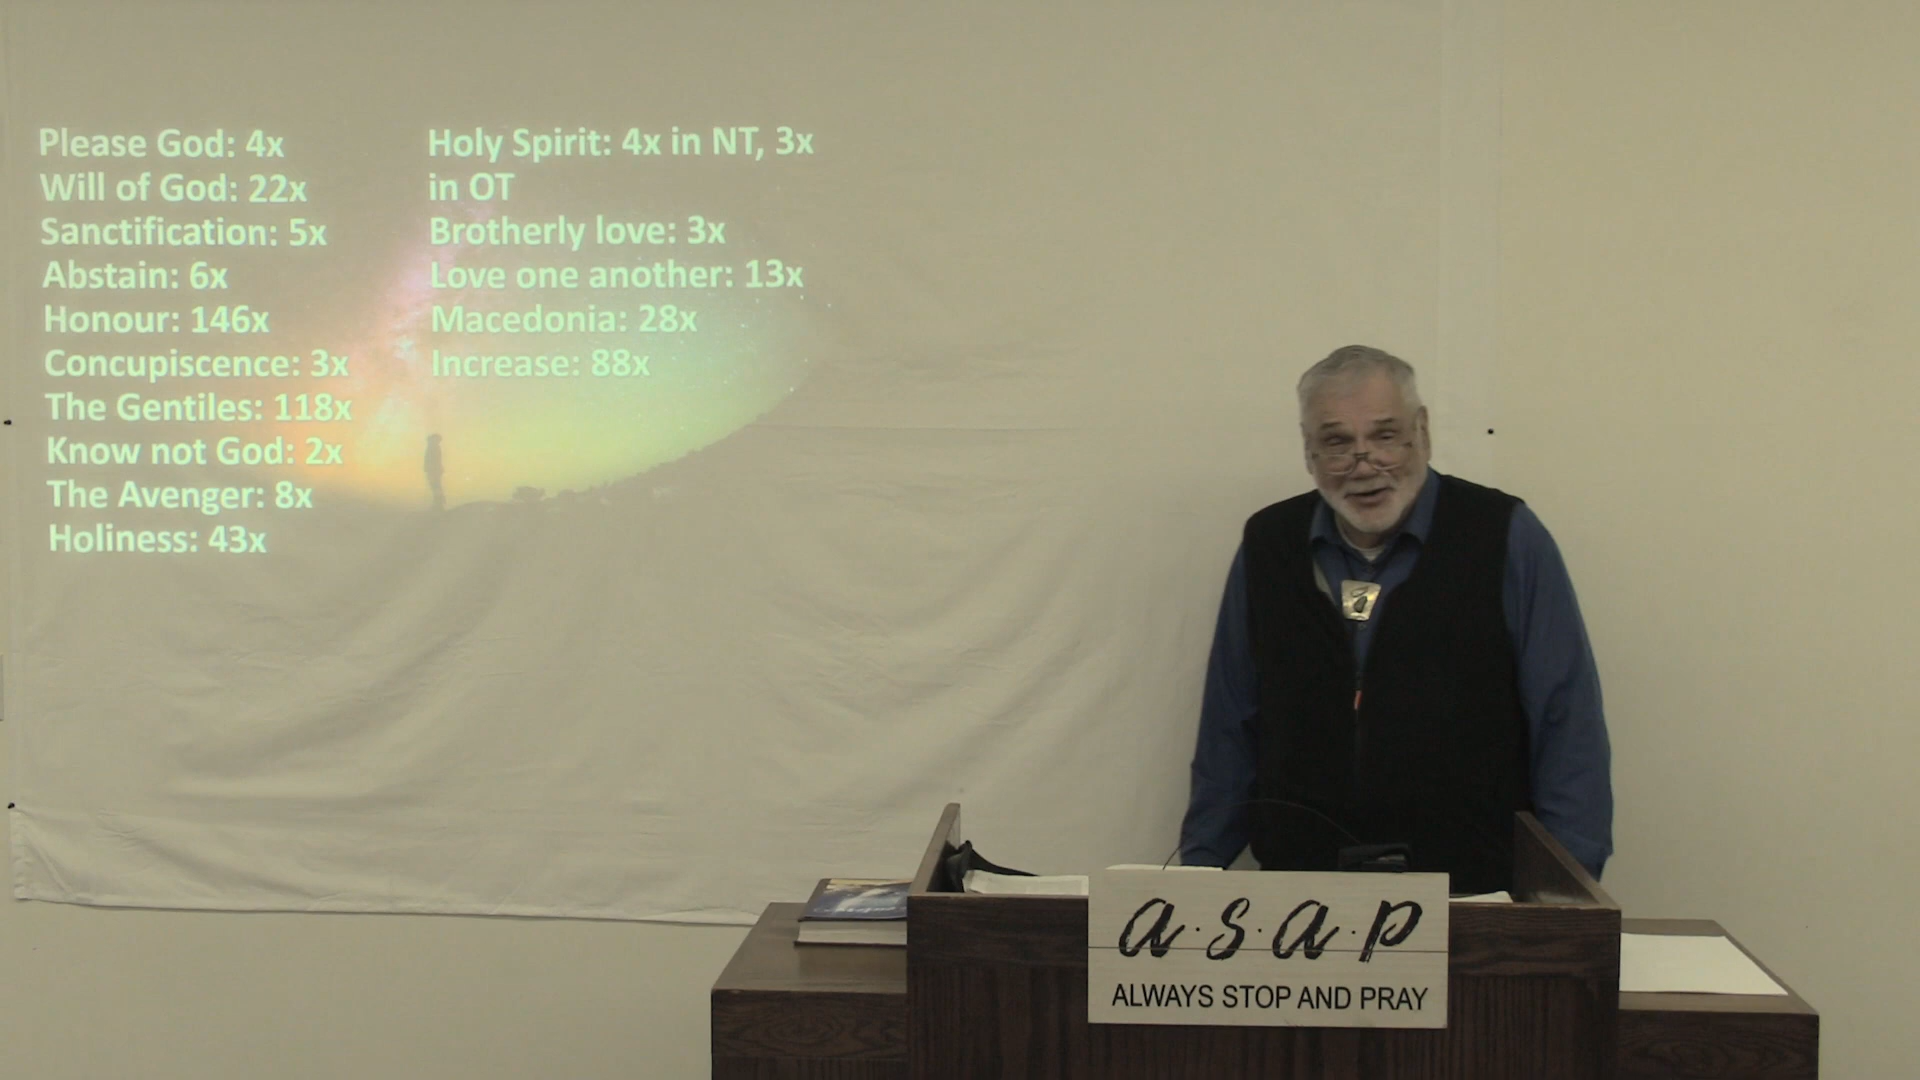 Please God: 4x
Will of God: 22x
Sanctification: 5x
Abstain: 6x
Honour: 146x
Concupiscence: 3x
The Gentiles: 118x
Know not God: 2x
The Avenger: 8x
Holiness: 43x
Holy Spirit: 4x in NT, 3x
in OT
Brotherly love: 3x
Love one another: 13x
Macedonia: 28x
Increase: 88x
a.s.a.p
ALWAYS STOP AND PRAY